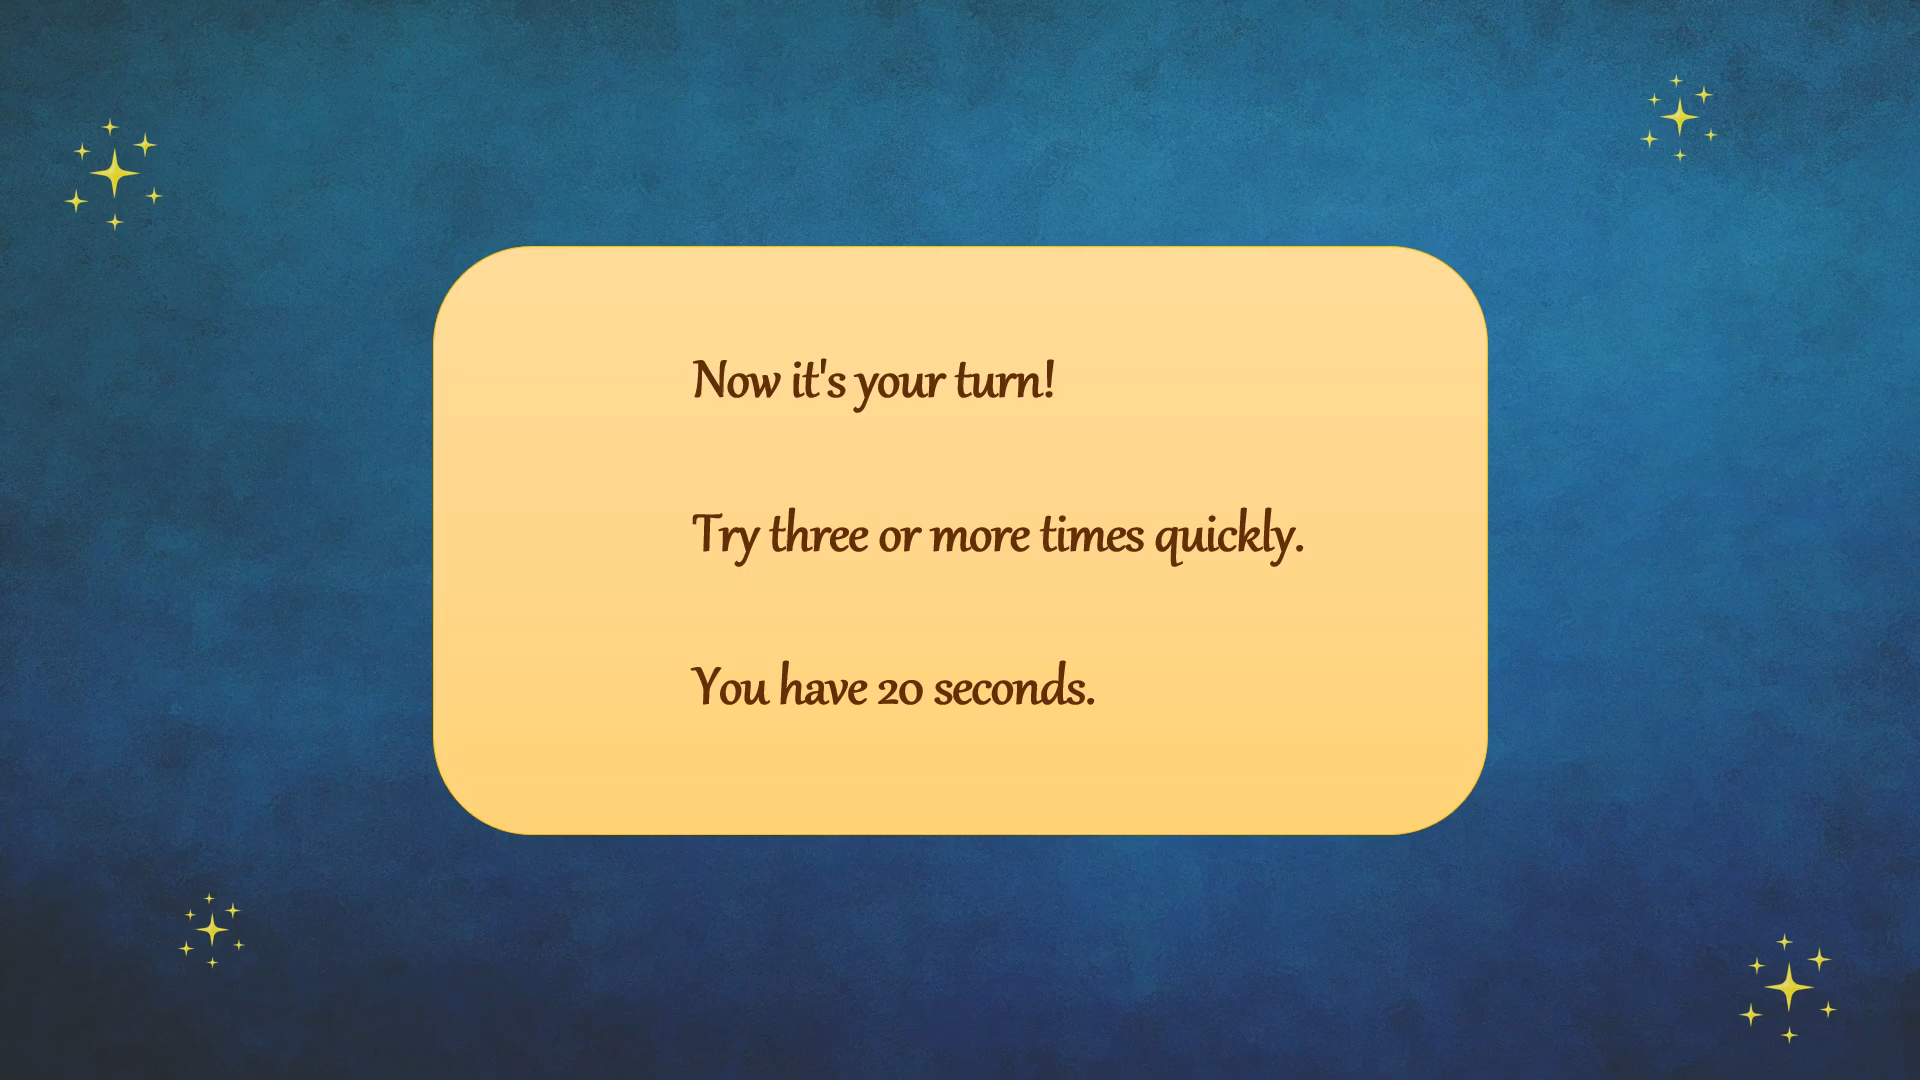 Now it's your turn!
Try three or more times quickly.
You have 20 seconds.